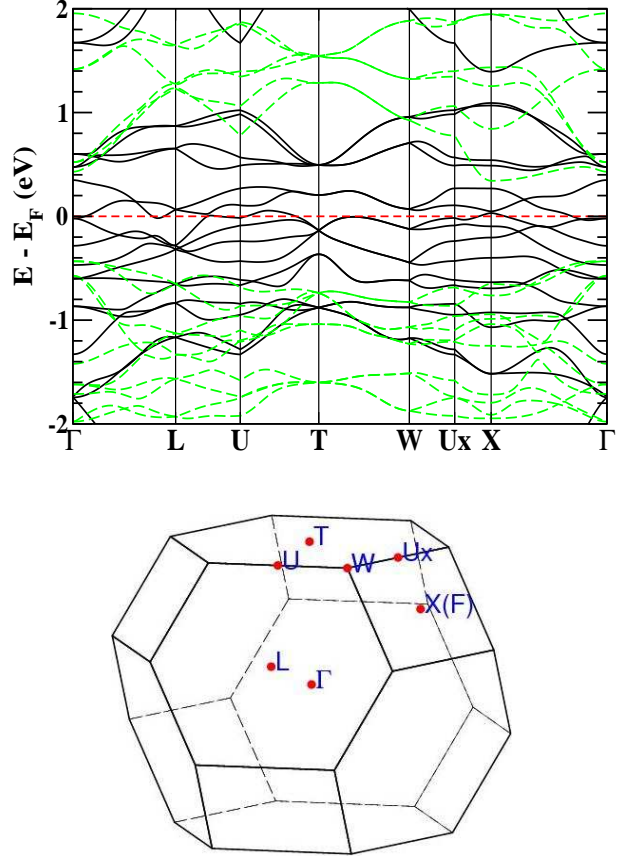 2
1
0
-1
-2
E - E_F (eV)
Γ L U T W Ux X Γ
T
U W Ux
X(F)
L
Γ